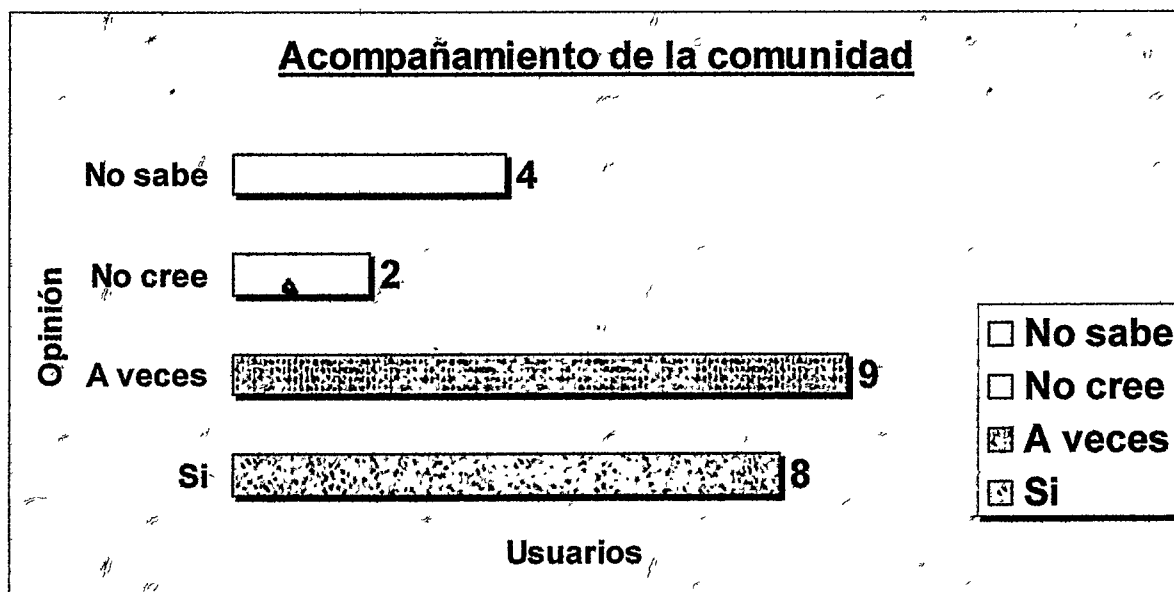 Acompañamiento de la comunidad
No sabe 4
No cree 2
A veces 9
Si 8
Opinión
Usuarios
No sabe
No cree
A veces
Si